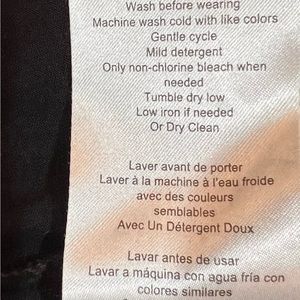 Wash before wearing
Machine wash cold with like colors
Gentle cycle
Mild detergent
Only non-chlorine bleach when
needed
Tumble dry low
Low iron if needed
Or Dry Clean
Laver avant de porter
Laver à la machine à l'eau froide
avec des couleurs
semblables
Avec Un Détergent Doux
Lavar antes de usar
Lavar a máquina con agua fría con
colores similares